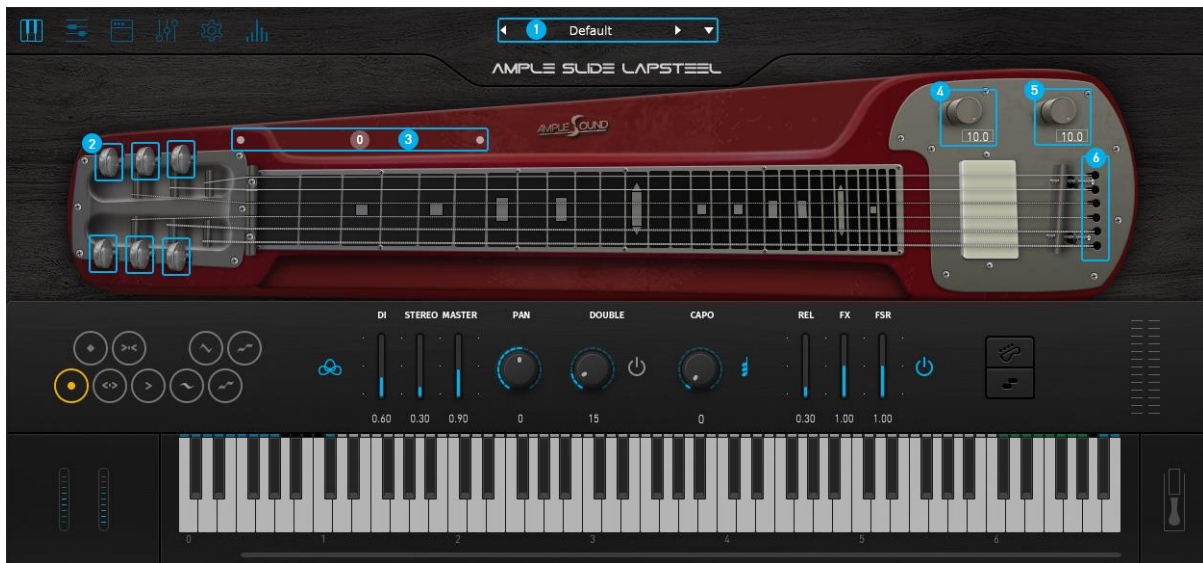 1 Default
AMPLE SLIDE LAPSTEEL
4 5
AMPLE SOUND
10.0 10.0
2 0 3
6
DI STEREO MASTER PAN DOUBLE CAPO REL FX FSR
0.60 0.30 0.90 0 15 0 0.30 1.00 1.00
0 1 2 3 4 5 6